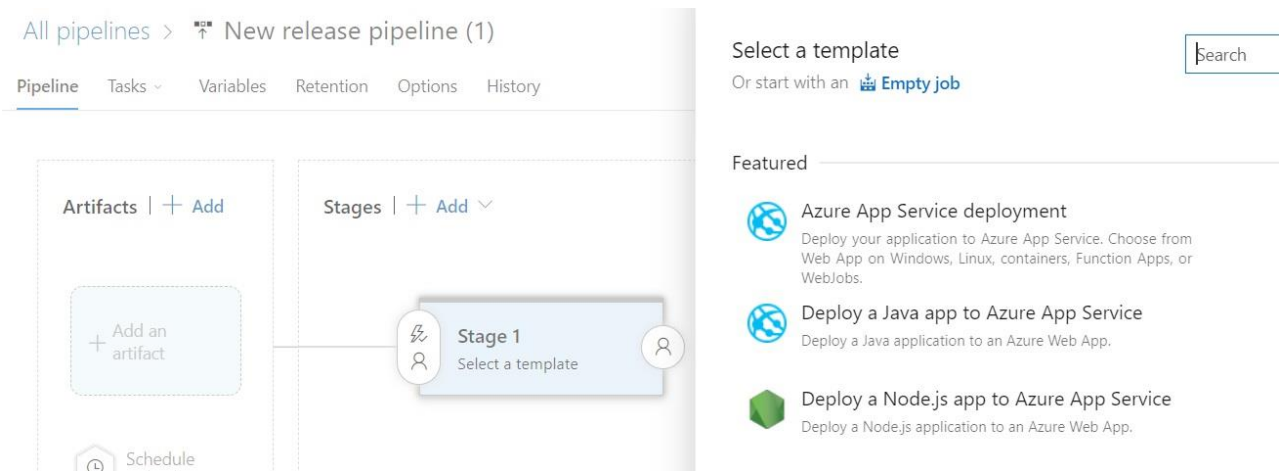 All pipelines > New release pipeline (1)
Pipeline Tasks Variables Retention Options History
Artifacts | + Add
Stages | + Add
+ Add an
artifact
Stage 1
Select a template
Schedule
Select a template
Search
Or start with an Empty job
Featured
Azure App Service deployment
Deploy your application to Azure App Service. Choose from
Web App on Windows, Linux, containers, Function Apps, or
WebJobs.
Deploy a Java app to Azure App Service
Deploy a Java application to an Azure Web App.
Deploy a Node.js app to Azure App Service
Deploy a Node.js application to an Azure Web App.